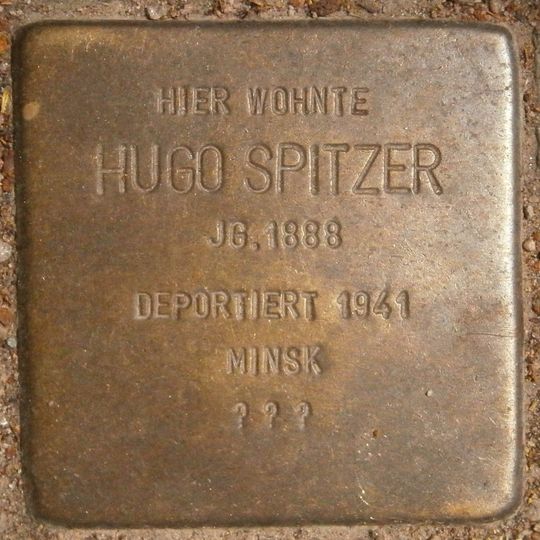 HIER WOHNTE
HUGO SPITZER
JG.1888
DEPORTIERT 1941
MINSK
? ? ?